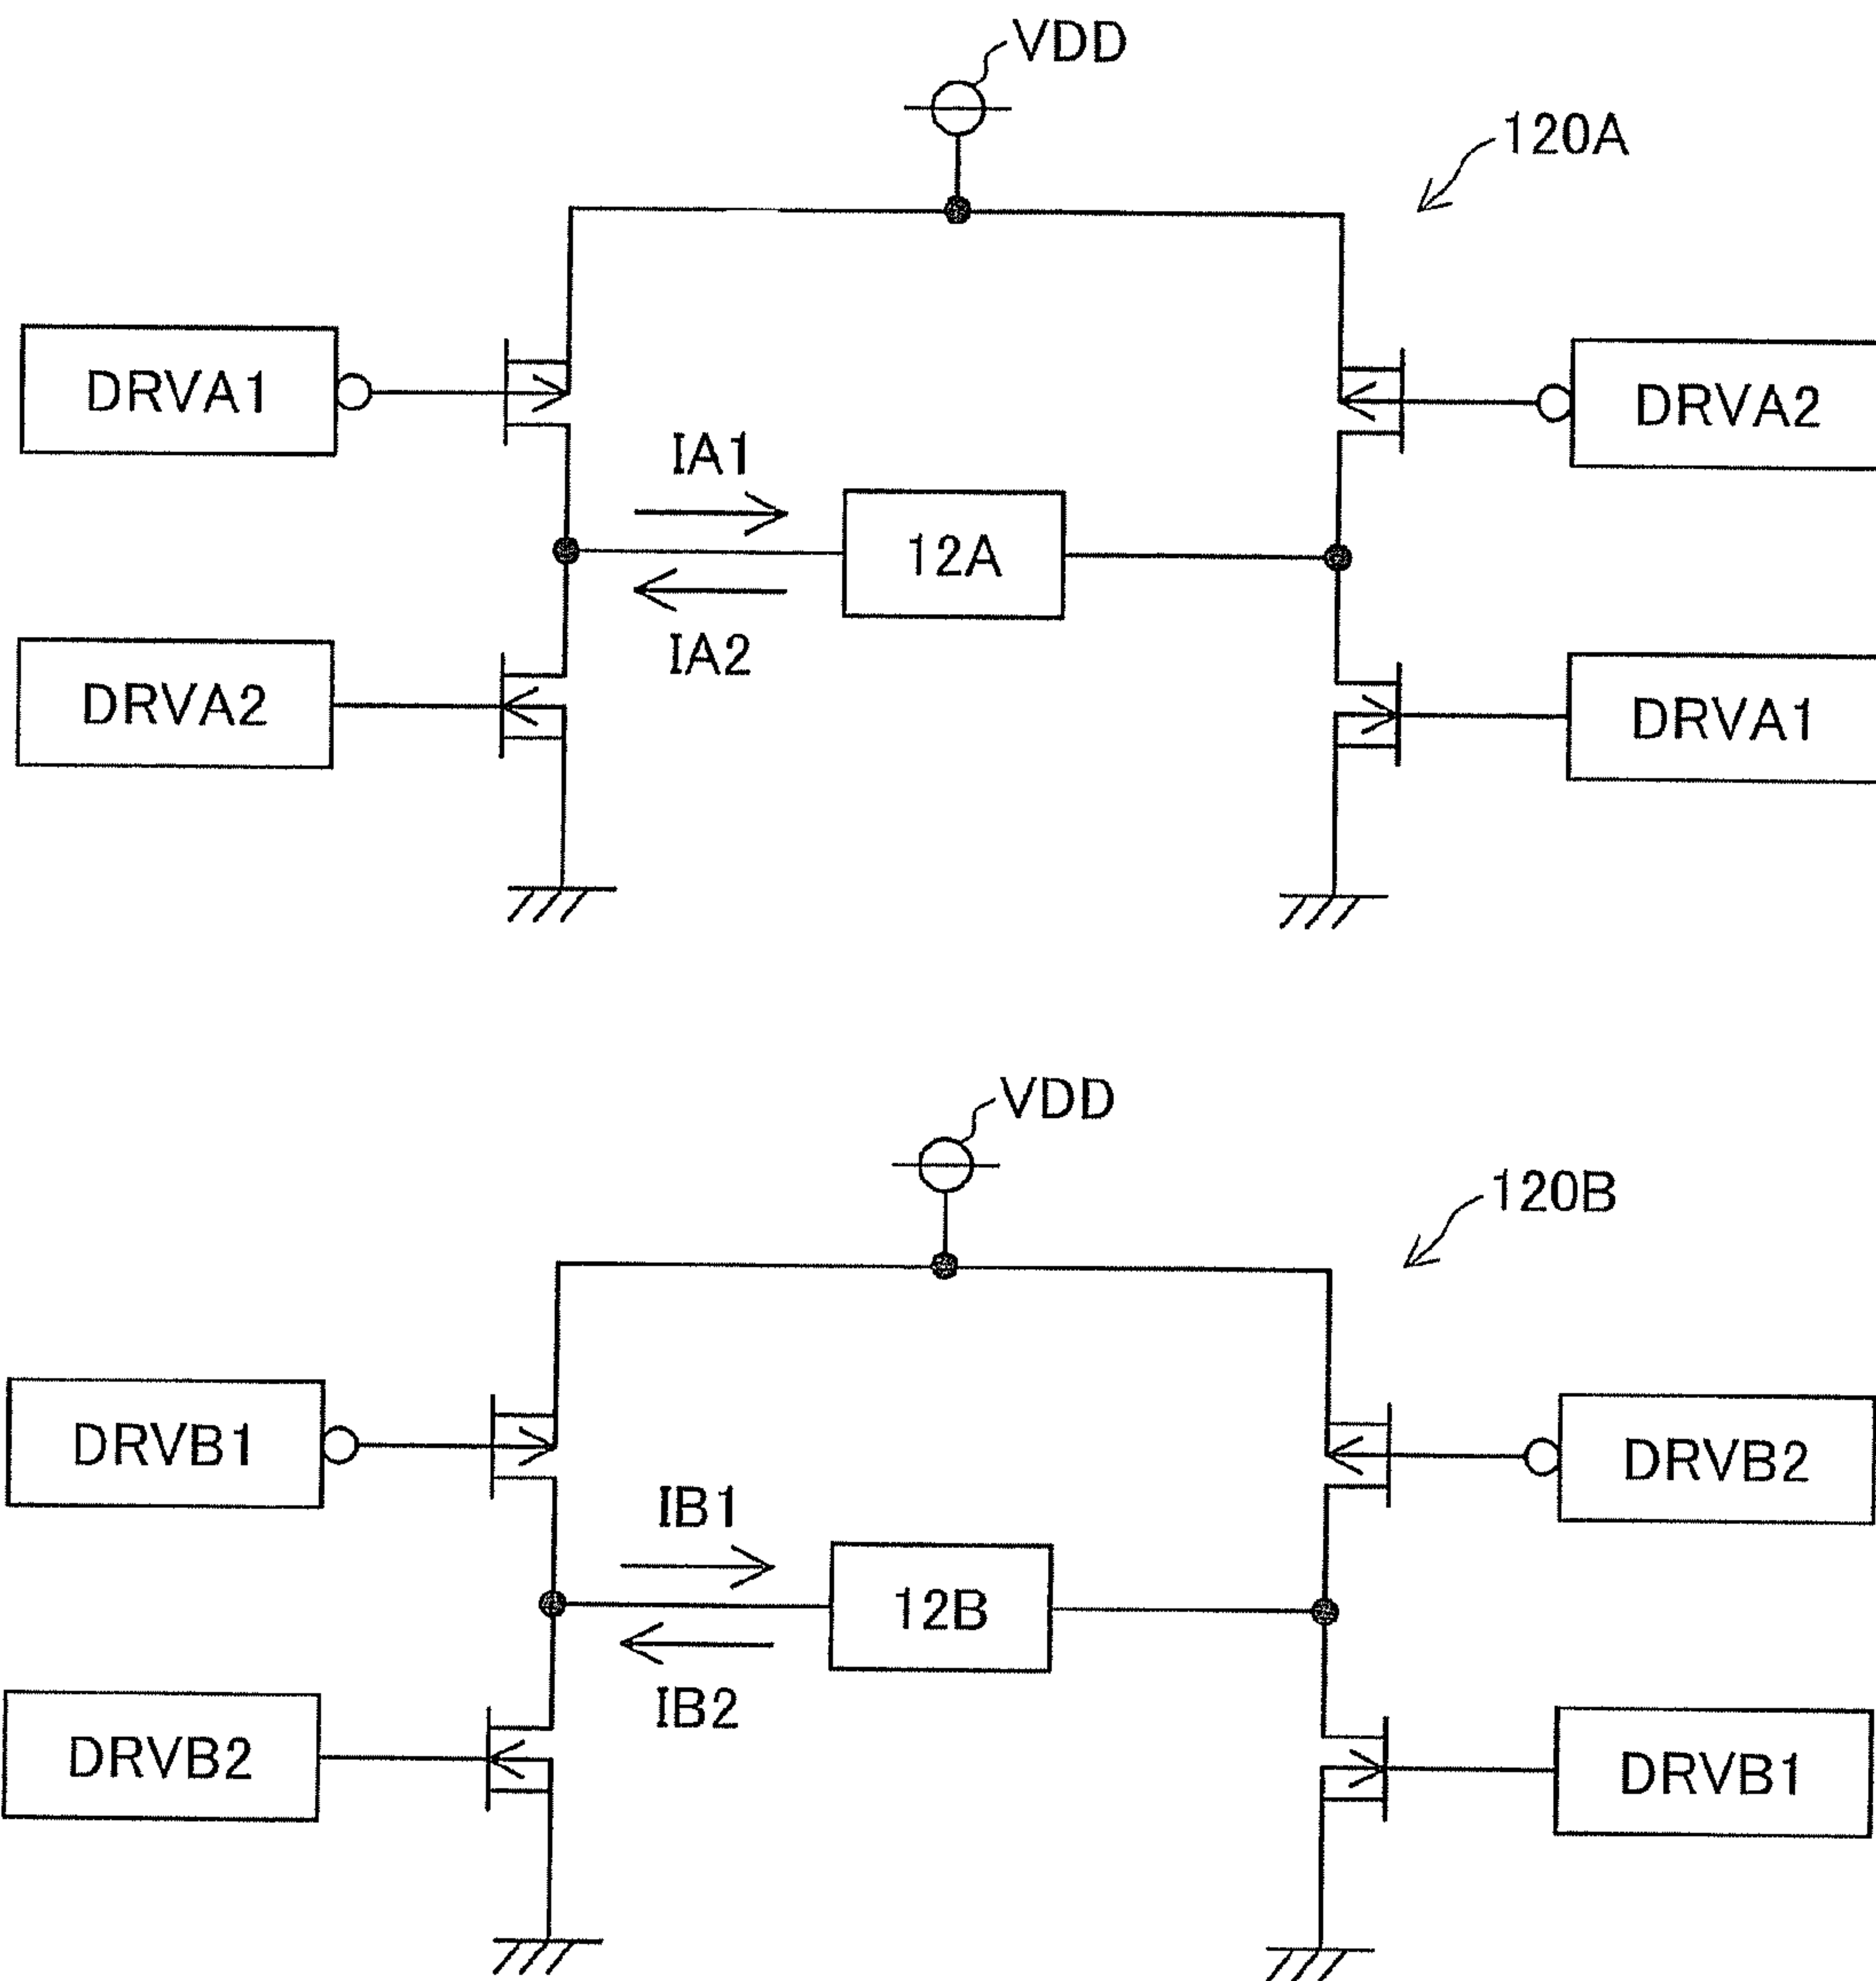 VDD
120A
DRVA1
DRVA2
IA1
12A
IA2
DRVA2
DRVA1
VDD
120B
DRVB1
DRVB2
IB1
12B
IB2
DRVB2
DRVB1